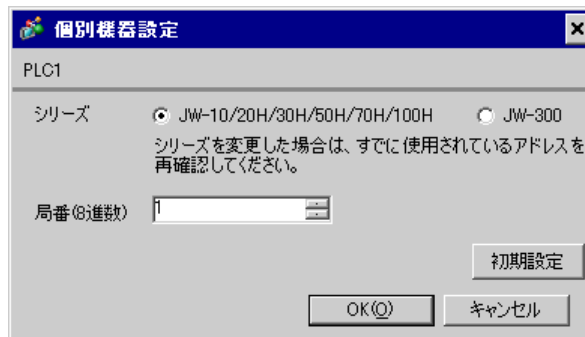 個別機器設定
PLC1
シリーズ
JW-10/20H/30H/50H/70H/100H
JW-300
シリーズを変更した場合は、すでに使用されているアドレスを
再確認してください。
局番(8進数)
1
初期設定
OK(O)
キャンセル